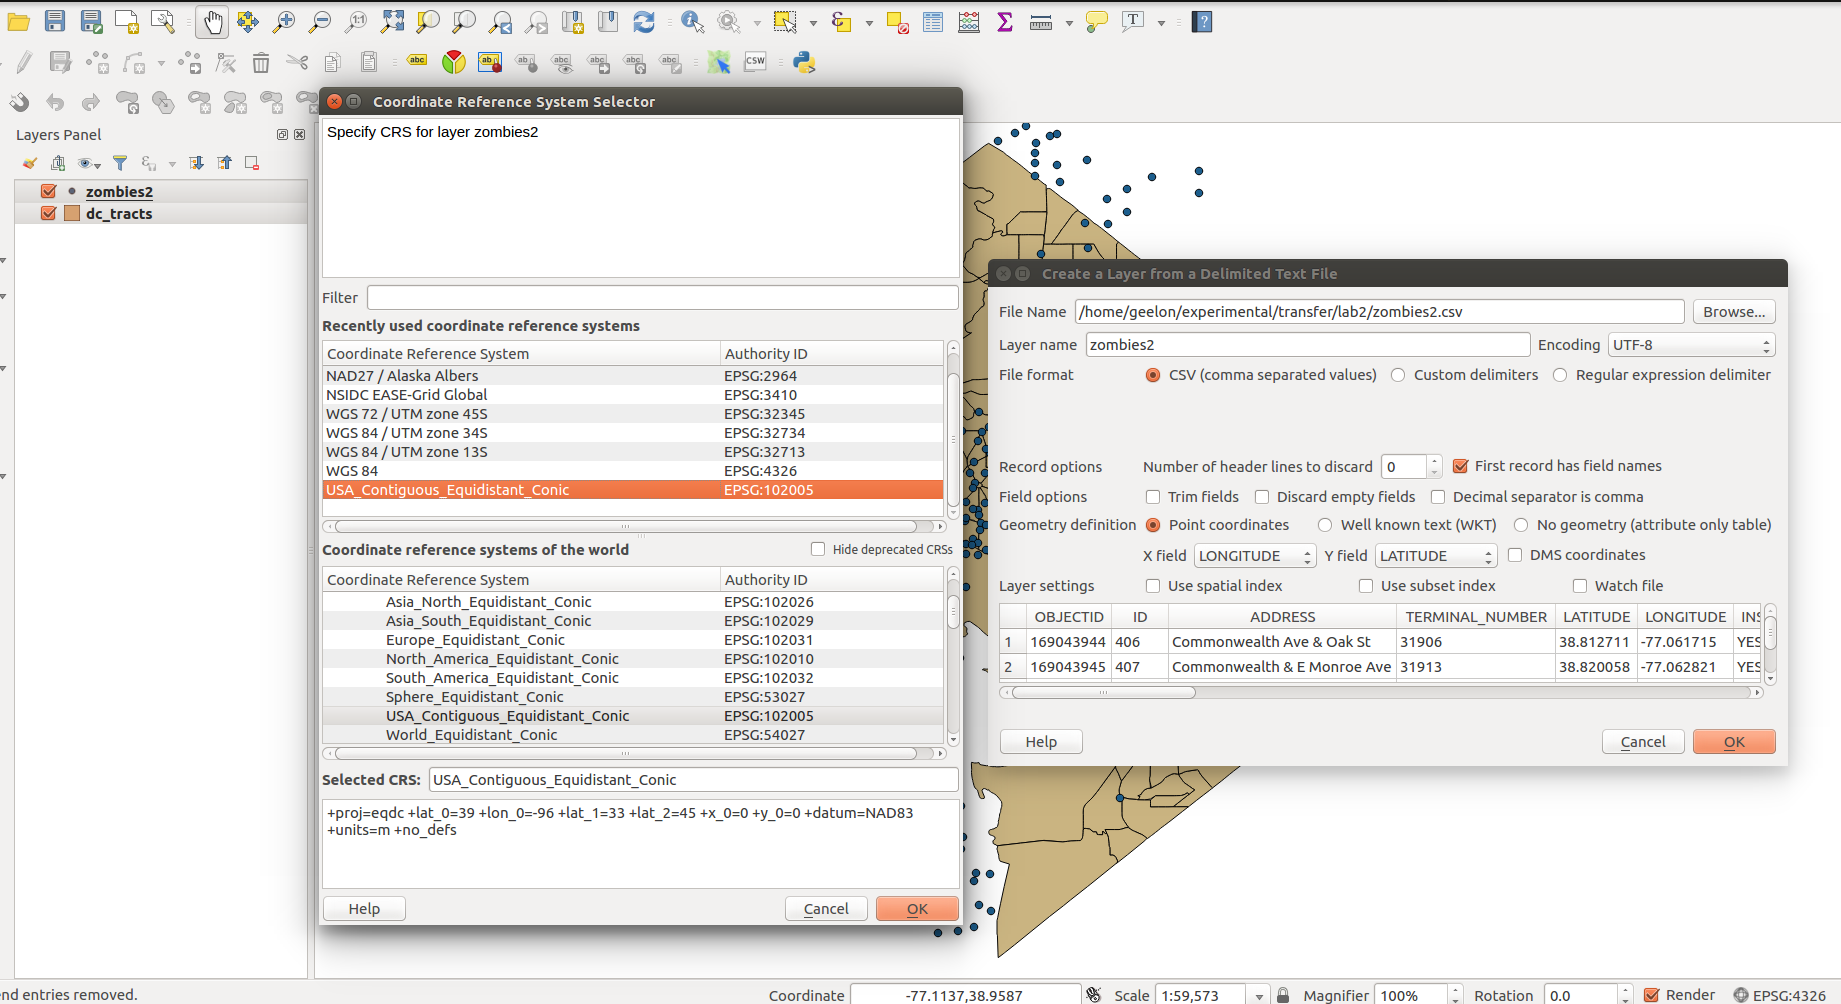 1:1
abc
ab
ab
abc
abc
abc
abc
CSW
T
?
Layers Panel
zombies2
dc_tracts
Coordinate Reference System Selector
Specify CRS for layer zombies2
Filter
Recently used coordinate reference systems
Coordinate Reference System Authority ID
NAD27 / Alaska Albers EPSG:2964
NSIDC EASE-Grid Global EPSG:3410
WGS 72 / UTM zone 45S EPSG:32345
WGS 84 / UTM zone 34S EPSG:32734
WGS 84 / UTM zone 13S EPSG:32713
WGS 84 EPSG:4326
USA_Contiguous_Equidistant_Conic EPSG:102005
Coordinate reference systems of the world Hide deprecated CRSs
Coordinate Reference System Authority ID
Asia_North_Equidistant_Conic EPSG:102026
Asia_South_Equidistant_Conic EPSG:102029
Europe_Equidistant_Conic EPSG:102031
North_America_Equidistant_Conic EPSG:102010
South_America_Equidistant_Conic EPSG:102032
Sphere_Equidistant_Conic EPSG:53027
USA_Contiguous_Equidistant_Conic EPSG:102005
World_Equidistant_Conic EPSG:54027
Selected CRS: USA_Contiguous_Equidistant_Conic
+proj=eqdc +lat_0=39 +lon_0=-96 +lat_1=33 +lat_2=45 +x_0=0 +y_0=0 +datum=NAD83
+units=m +no_defs
Help Cancel OK
Create a Layer from a Delimited Text File
File Name /home/geelon/experimental/transfer/lab2/zombies2.csv Browse...
Layer name zombies2 Encoding UTF-8
File format CSV (comma separated values) Custom delimiters Regular expression delimiter
Record options Number of header lines to discard 0 First record has field names
Field options Trim fields Discard empty fields Decimal separator is comma
Geometry definition Point coordinates Well known text (WKT) No geometry (attribute only table)
X field LONGITUDE Y field LATITUDE DMS coordinates
Layer settings Use spatial index Use subset index Watch file
OBJECTID ID ADDRESS TERMINAL_NUMBER LATITUDE LONGITUDE INS
1 169043944 406 Commonwealth Ave & Oak St 31906 38.812711 -77.061715 YES
2 169043945 407 Commonwealth & E Monroe Ave 31913 38.820058 -77.062821 YES
Help Cancel OK
nd entries removed. Coordinate -77.1137,38.9587 Scale 1:59,573 Magnifier 100% Rotation 0.0 Render EPSG:4326